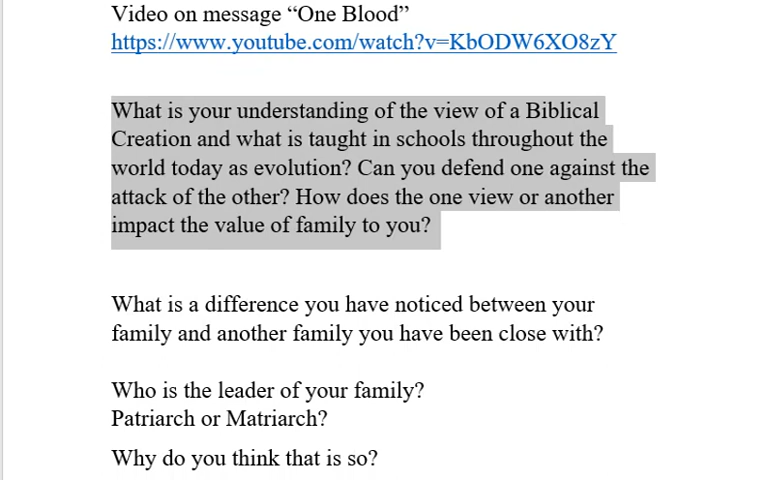 Video on message “One Blood”
https://www.youtube.com/watch?v=KbODW6XO8zY
What is your understanding of the view of a Biblical
Creation and what is taught in schools throughout the
world today as evolution? Can you defend one against the
attack of the other? How does the one view or another
impact the value of family to you?
What is a difference you have noticed between your
family and another family you have been close with?
Who is the leader of your family?
Patriarch or Matriarch?
Why do you think that is so?